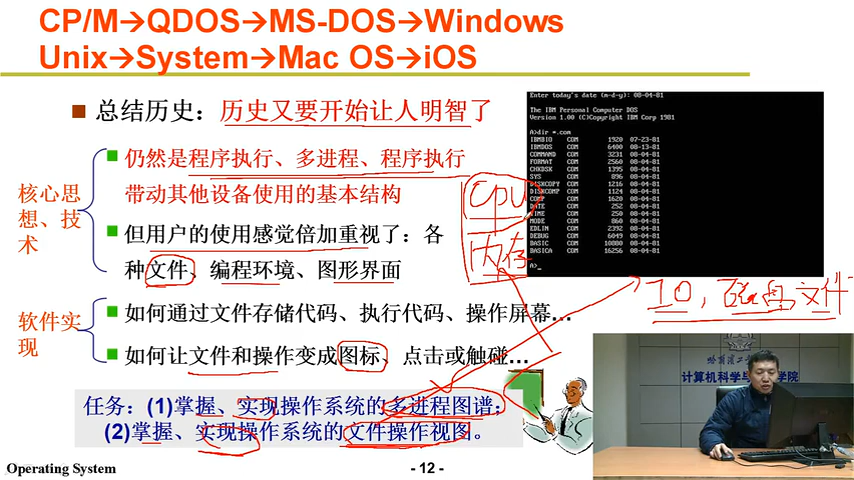 CP/M→QDOS→MS-DOS→Windows
Unix→System→Mac OS→iOS
总结历史：历史又要开始让人明智了
核心思想、技术
仍然是程序执行、多进程、程序执行
带动其他设备使用的基本结构
但用户的使用感觉倍加重视了：各
种文件、编程环境、图形界面
软件实现
如何通过文件存储代码、执行代码、操作屏幕…
如何让文件和操作变成图标、点击或触碰…
任务：(1)掌握、实现操作系统的多进程图谱；
(2)掌握、实现操作系统的文件操作视图。
CPU
内存
IO，磁盘文件
Enter today's date (m-d-y): 08-04-81
The IBM Personal Computer DOS
Version 1.00 (C)Copyright IBM Corp 1981
A>dir *.com
IBMBIO COM 1920 07-23-81
IBMDOS COM 6400 08-13-81
COMMAND COM 3231 08-04-81
FORMAT COM 2560 08-04-81
CHKDSK COM 1395 08-04-81
SYS COM 896 08-04-81
DISKCOPY COM 1216 08-04-81
DISKCOMP COM 1124 08-04-81
COMP COM 1620 08-04-81
DATE COM 252 08-04-81
TIME COM 250 08-04-81
MODE COM 860 08-04-81
EDLIN COM 2392 08-04-81
DEBUG COM 6049 08-04-81
BASIC COM 10880 08-04-81
BASICA COM 16256 08-04-81
A>_
计算机科学与
学院
Operating System
- 12 -